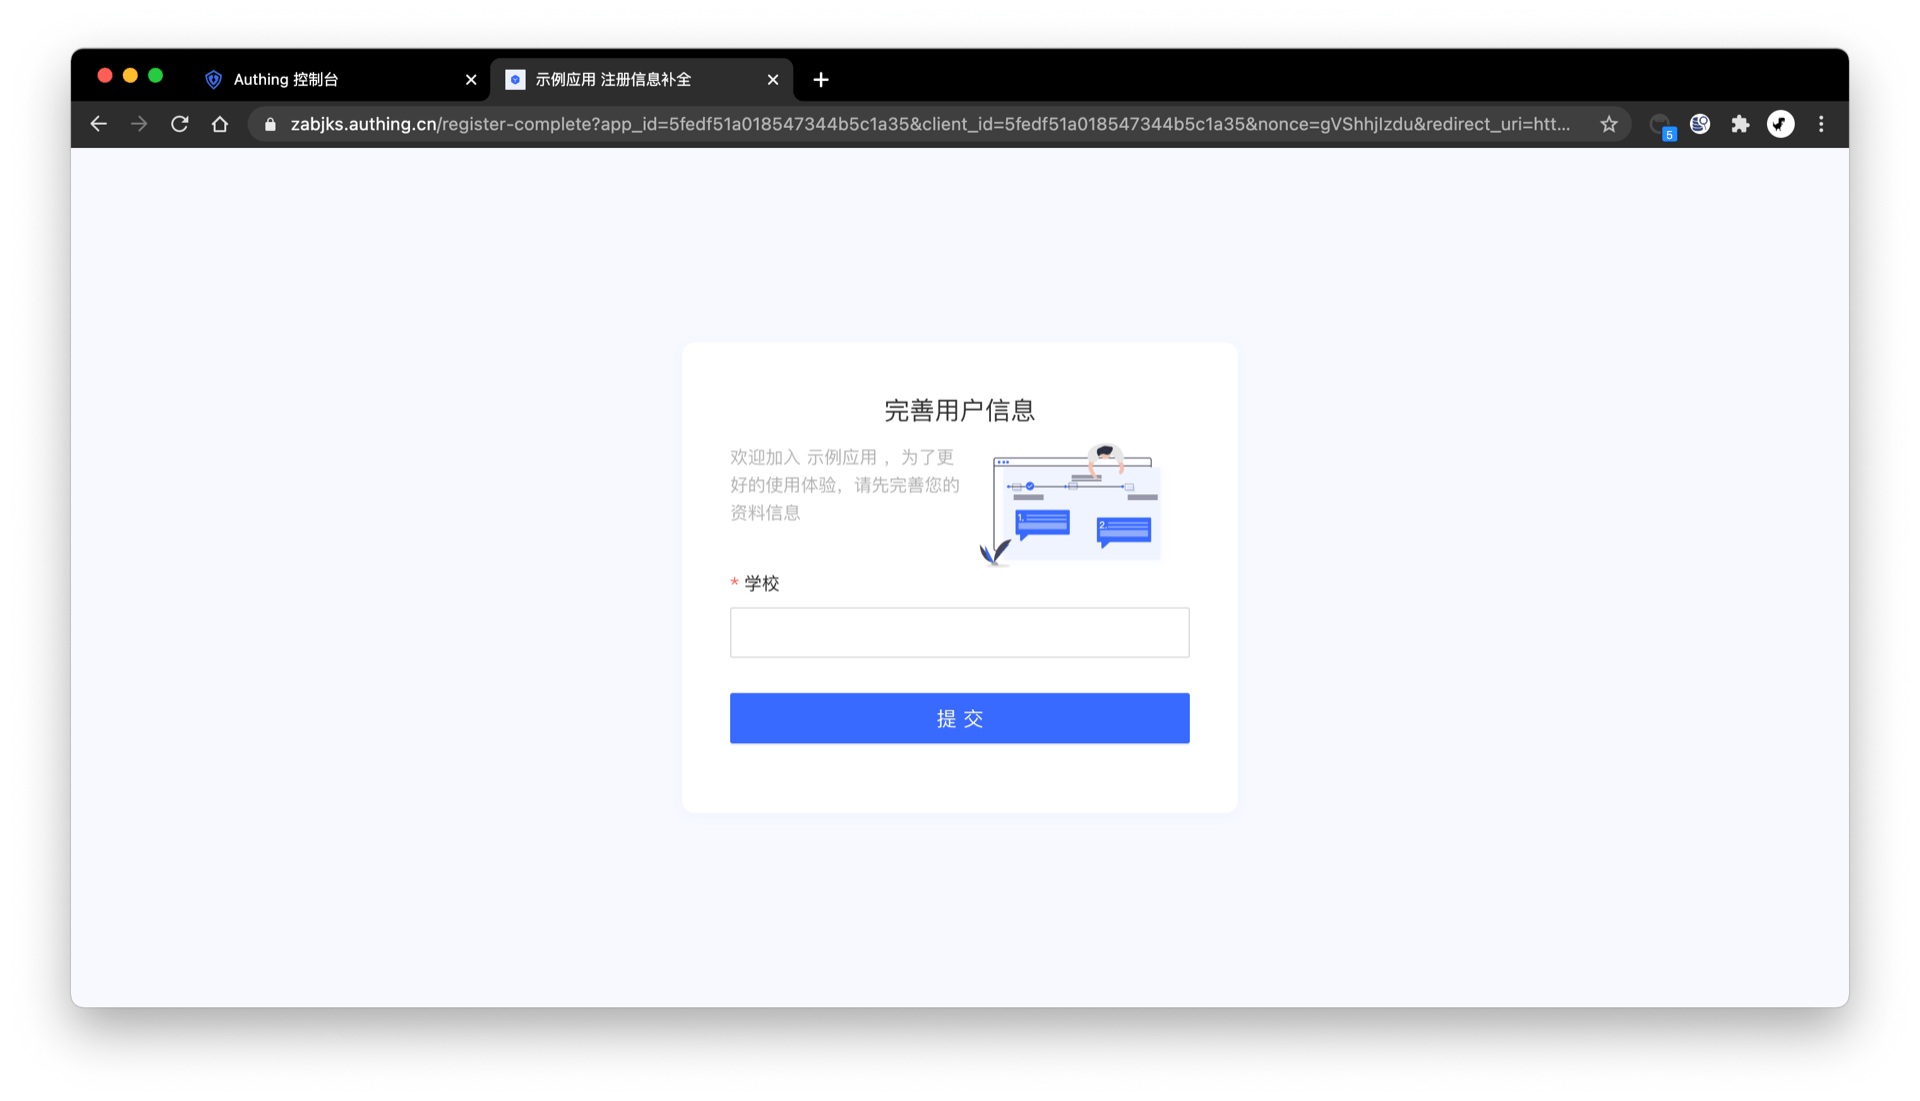 Authing 控制台
示例应用 注册信息补全
zabjks.authing.cn/register-complete?app_id=5fedf51a018547344b5c1a35&client_id=5fedf51a018547344b5c1a35&nonce=gVShhjIzdu&redirect_uri=htt...
5
完善用户信息
欢迎加入 示例应用 ，为了更
好的使用体验，请先完善您的
资料信息
1.
2.
* 学校
提 交